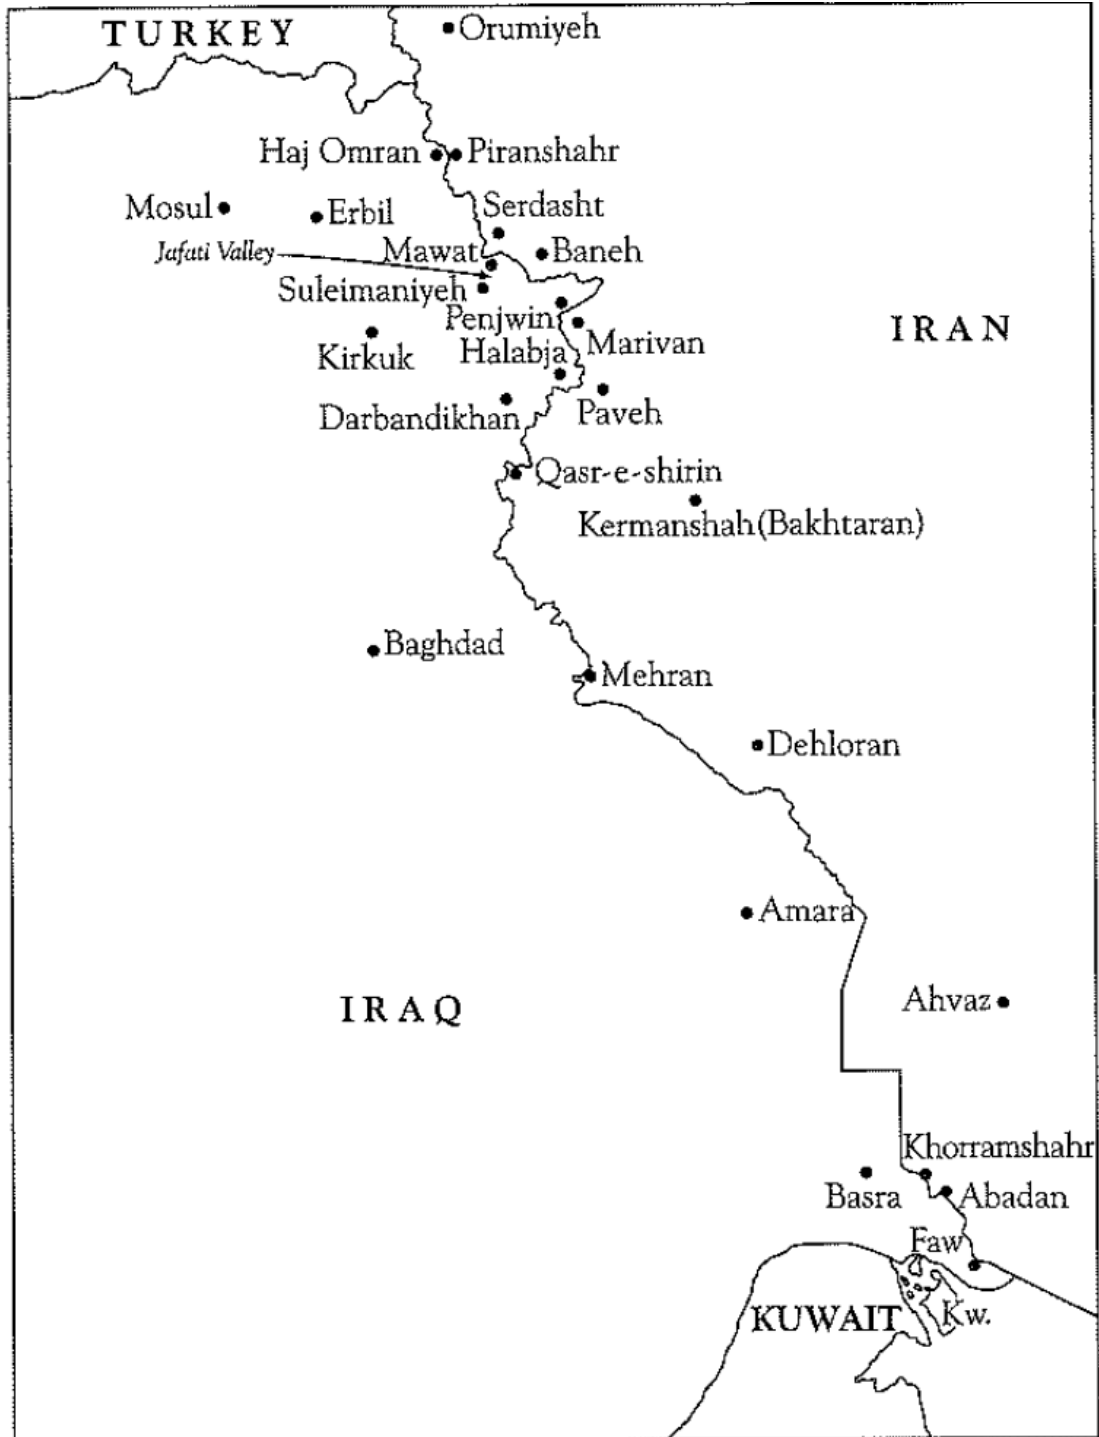 TURKEY
Orumiyeh
Haj Omran
Piranshahr
Mosul
Erbil
Serdasht
Jafati Valley
Mawat
Baneh
Suleimaniyeh
Penjwin
IRAN
Kirkuk
Halabja
Marivan
Darbandikhan
Paveh
Qasr-e-shirin
Kermanshah(Bakhtaran)
Baghdad
Mehran
Dehloran
Amara
IRAQ
Ahvaz
Khorramshahr
Basra
Abadan
Faw
KUWAIT
Kw.